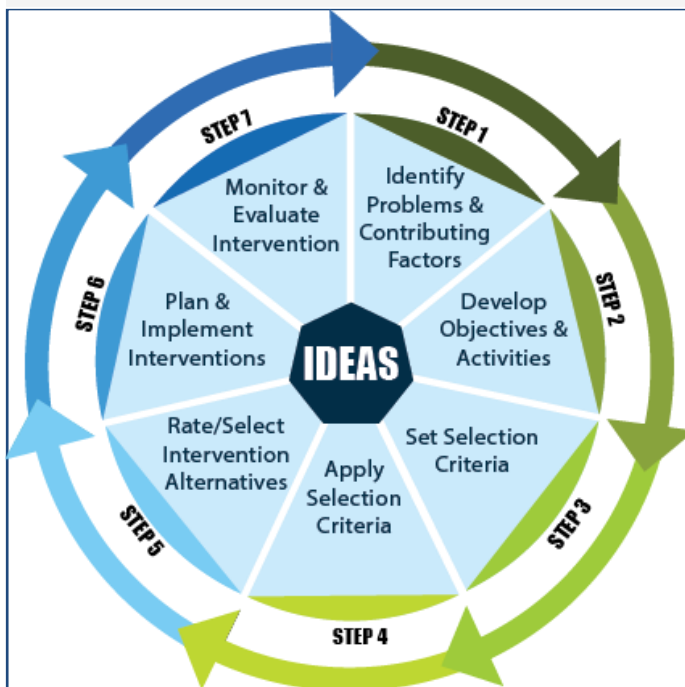 STEP 1
Identify
Problems &
Contributing
Factors
STEP 2
Develop
Objectives &
Activities
STEP 3
Set Selection
Criteria
STEP 4
Apply
Selection
Criteria
STEP 5
Rate/Select
Intervention
Alternatives
STEP 6
Plan &
Implement
Interventions
STEP 7
Monitor &
Evaluate
Intervention
IDEAS